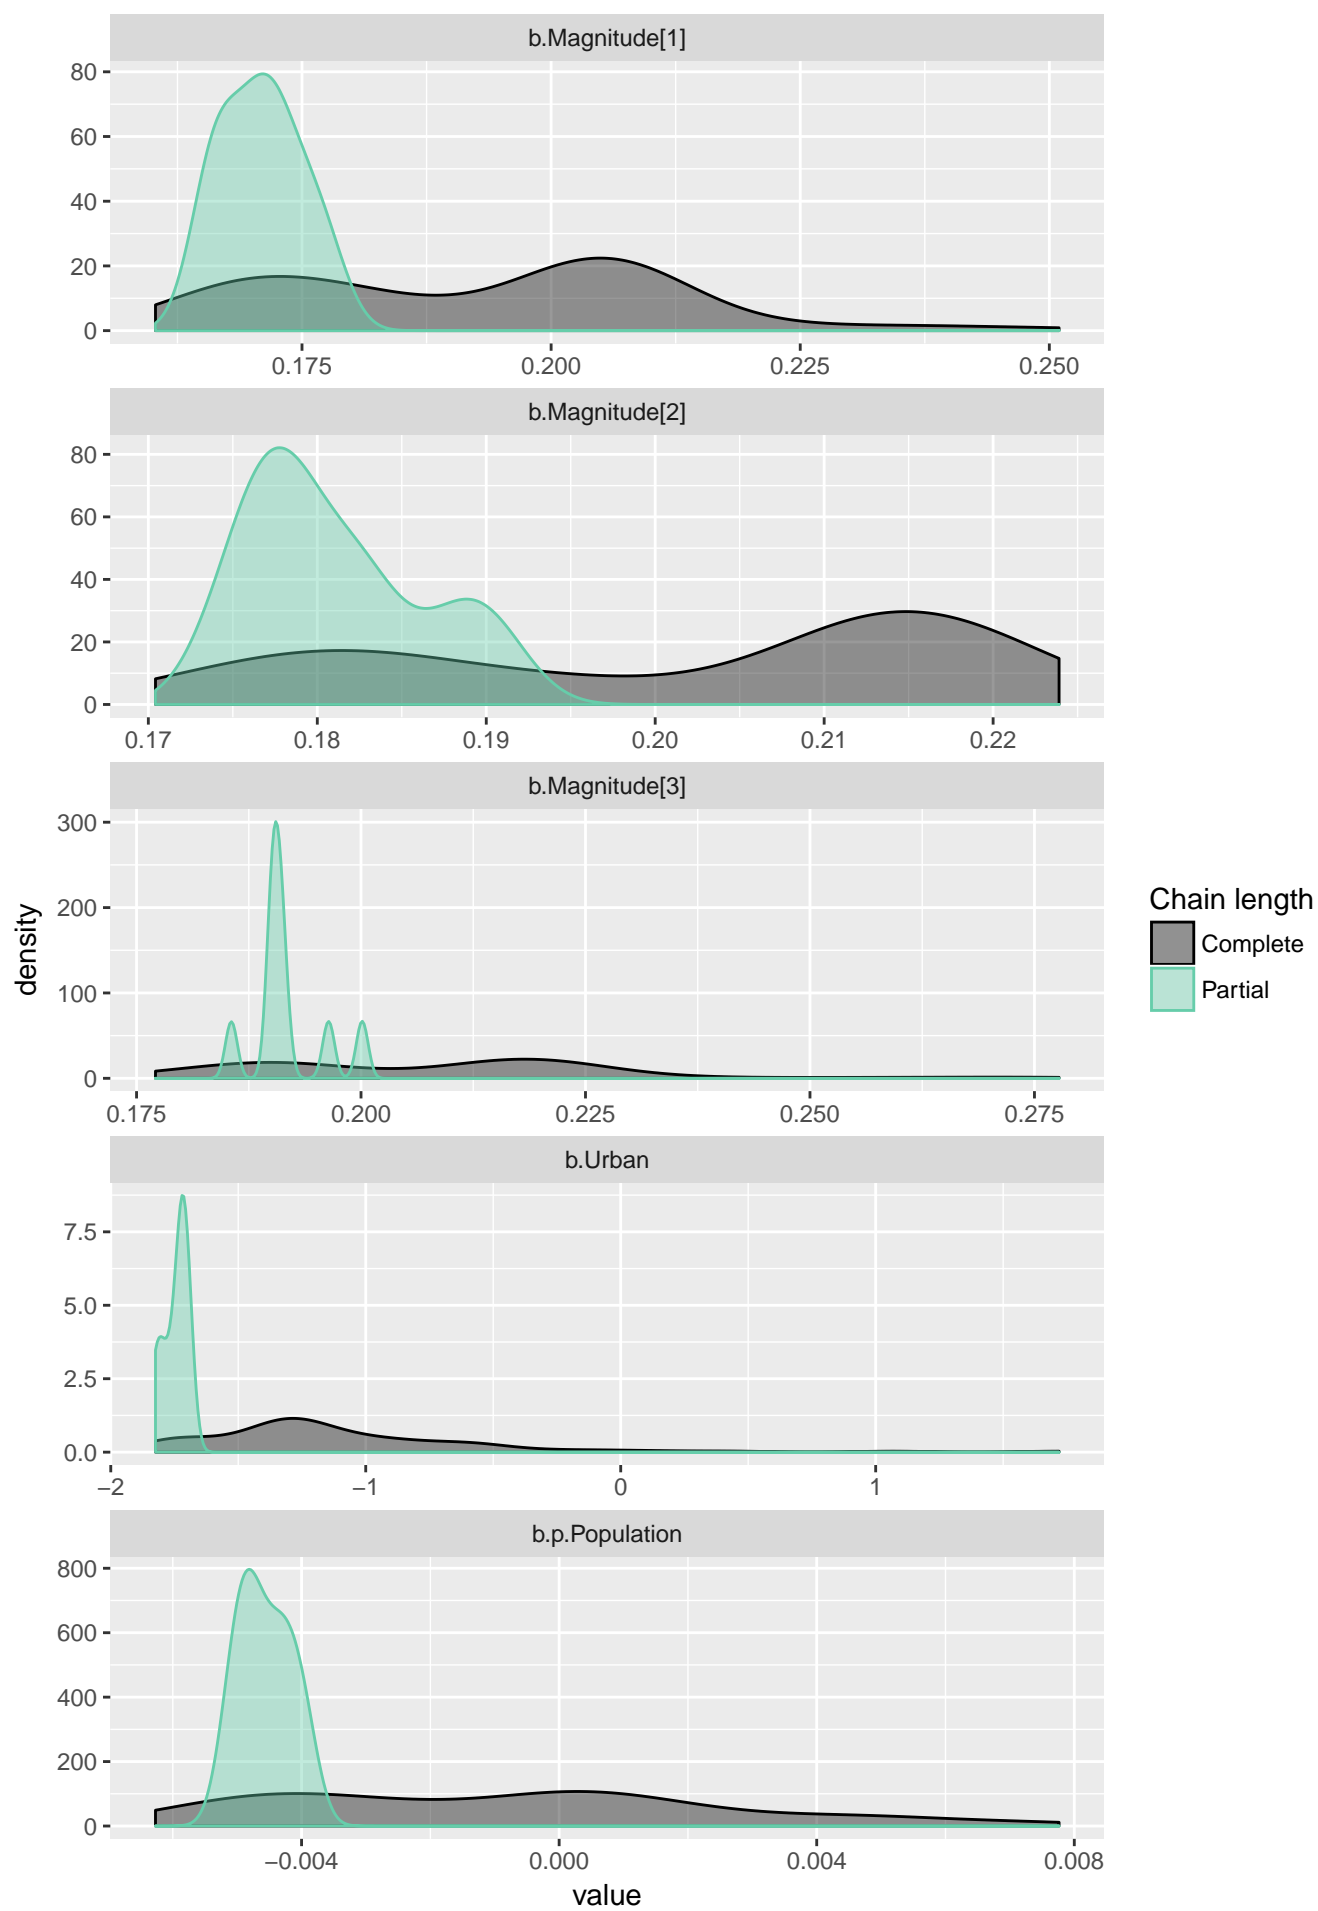 b.Magnitude[1]
80
60
40
20
0
0.175 0.200 0.225 0.250
b.Magnitude[2]
80
60
40
20
0
0.17 0.18 0.19 0.20 0.21 0.22
b.Magnitude[3]
300
200
100
0
0.175 0.200 0.225 0.250 0.275
density
Chain length
Complete
Partial
b.Urban
7.5
5.0
2.5
0.0
−2 −1 0 1
b.p.Population
800
600
400
200
0
−0.004 0.000 0.004 0.008
value